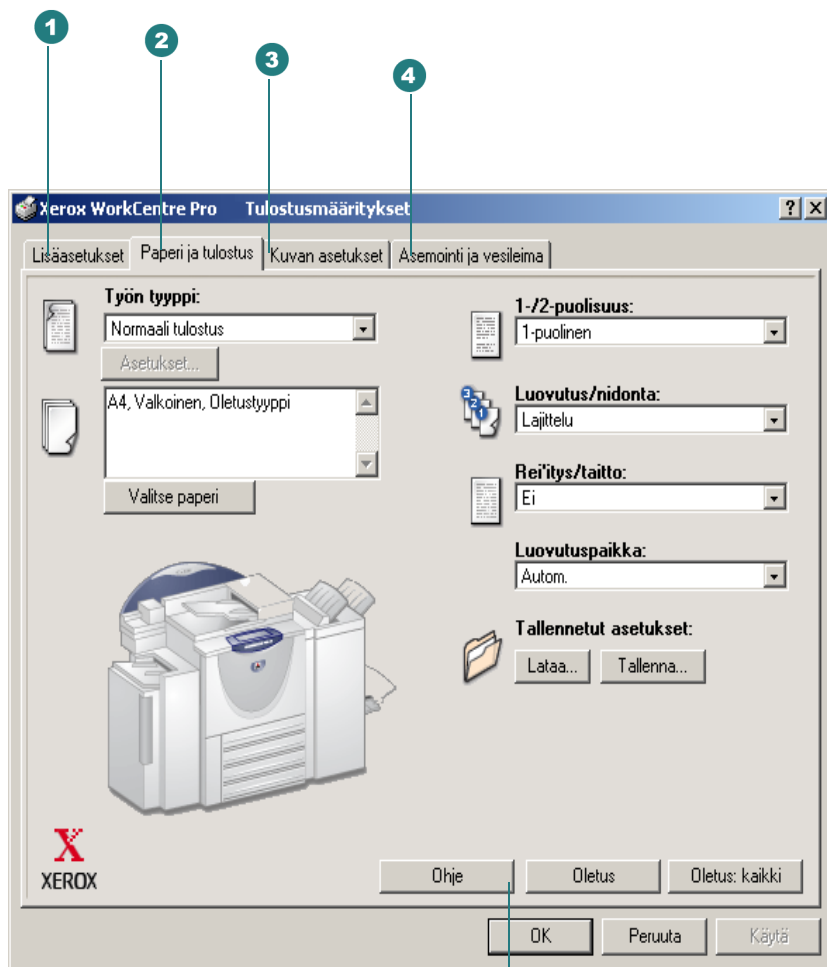 1
2
3
4
Xerox WorkCentre Pro Tulostusmääritykset
Lisäasetukset Paperi ja tulostus Kuvan asetukset Asemointi ja vesileima
Työn tyyppi:
Normaali tulostus
Asetukset...
A4, Valkoinen, Oletustyyppi
Valitse paperi
1-/2-puolisuus:
1-puolinen
Luovutus/nidonta:
Lajittelu
Rei'itys/taitto:
Ei
Luovutuspaikka:
Autom.
Tallennetut asetukset:
Lataa... Tallenna...
X
XEROX
Ohje Oletus Oletus: kaikki
OK Peruuta Käytä